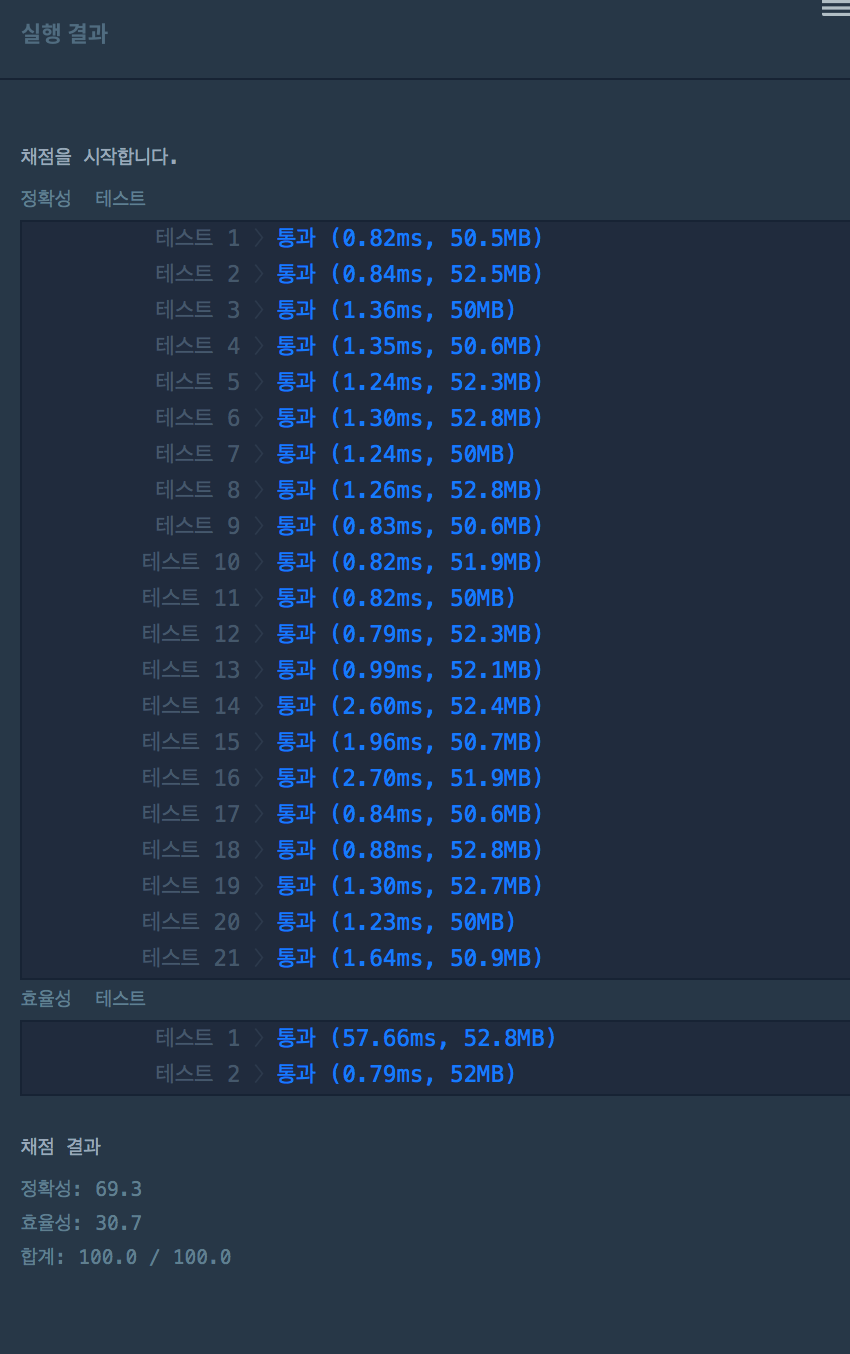 실행 결과
채점을 시작합니다.
정확성 테스트
테스트 1 〉 통과 (0.82ms, 50.5MB)
테스트 2 〉 통과 (0.84ms, 52.5MB)
테스트 3 〉 통과 (1.36ms, 50MB)
테스트 4 〉 통과 (1.35ms, 50.6MB)
테스트 5 〉 통과 (1.24ms, 52.3MB)
테스트 6 〉 통과 (1.30ms, 52.8MB)
테스트 7 〉 통과 (1.24ms, 50MB)
테스트 8 〉 통과 (1.26ms, 52.8MB)
테스트 9 〉 통과 (0.83ms, 50.6MB)
테스트 10 〉 통과 (0.82ms, 51.9MB)
테스트 11 〉 통과 (0.82ms, 50MB)
테스트 12 〉 통과 (0.79ms, 52.3MB)
테스트 13 〉 통과 (0.99ms, 52.1MB)
테스트 14 〉 통과 (2.60ms, 52.4MB)
테스트 15 〉 통과 (1.96ms, 50.7MB)
테스트 16 〉 통과 (2.70ms, 51.9MB)
테스트 17 〉 통과 (0.84ms, 50.6MB)
테스트 18 〉 통과 (0.88ms, 52.8MB)
테스트 19 〉 통과 (1.30ms, 52.7MB)
테스트 20 〉 통과 (1.23ms, 50MB)
테스트 21 〉 통과 (1.64ms, 50.9MB)
효율성 테스트
테스트 1 〉 통과 (57.66ms, 52.8MB)
테스트 2 〉 통과 (0.79ms, 52MB)
채점 결과
정확성: 69.3
효율성: 30.7
합계: 100.0 / 100.0